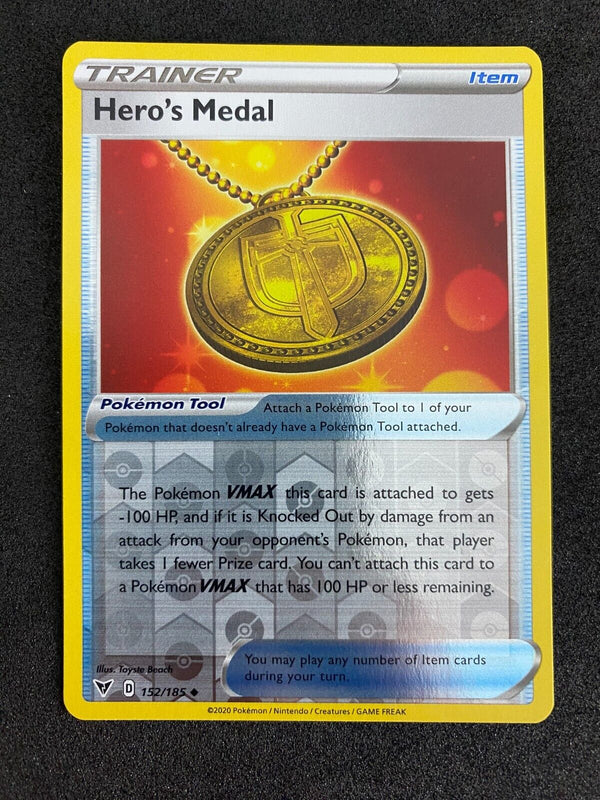 TRAINER Item
Hero's Medal
Pokémon Tool Attach a Pokémon Tool to 1 of your
Pokémon that doesn't already have a Pokémon Tool attached.
The Pokémon VMAX this card is attached to gets
-100 HP, and if it is Knocked Out by damage from an
attack from your opponent's Pokémon, that player
takes 1 fewer Prize card. You can't attach this card to
a Pokémon VMAX that has 100 HP or less remaining.
Illus. Toyste Beach
You may play any number of Item cards
during your turn.
D 152/185
©2020 Pokémon / Nintendo / Creatures / GAME FREAK